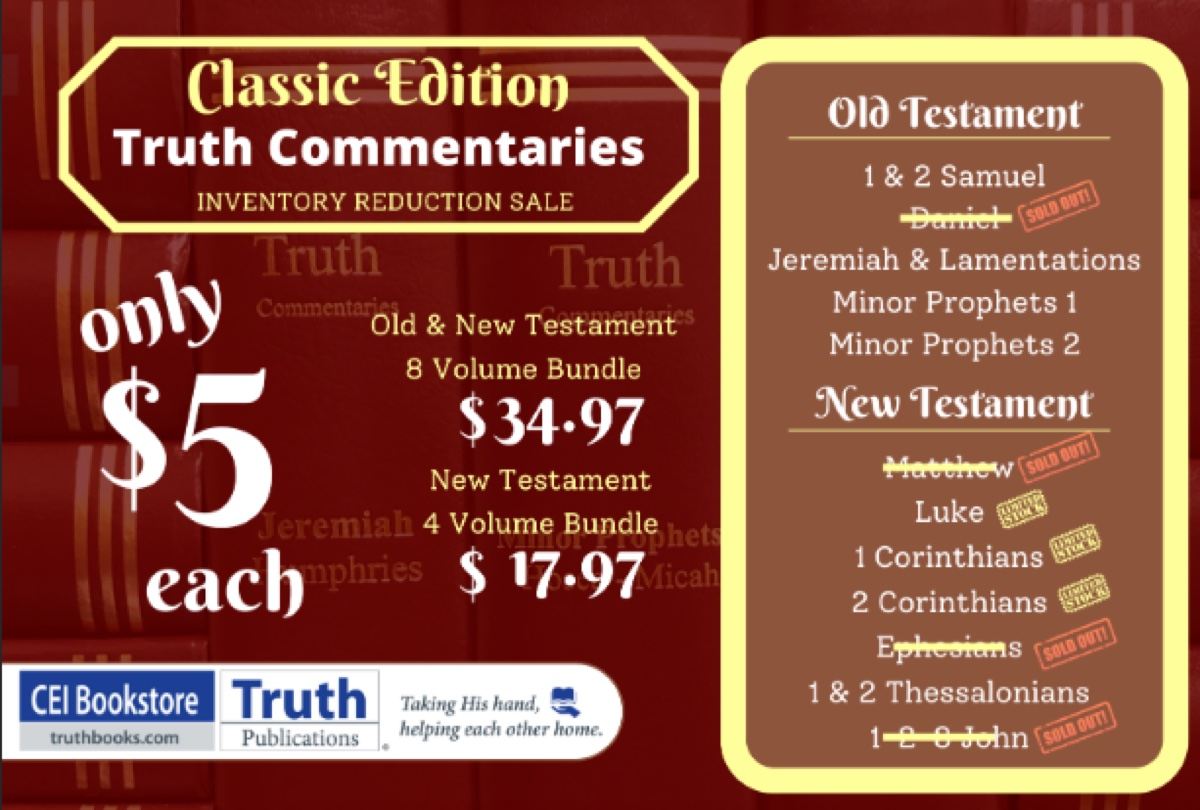 Classic Edition
Truth Commentaries
INVENTORY REDUCTION SALE
only
$5
each
Truth
Commentaries
Truth
Commentaries
Old & New Testament
8 Volume Bundle
$34.97
New Testament
4 Volume Bundle
$ 17.97
Jeremiah
Humphries
Minor Prophets
Hosea - Micah
CEI Bookstore
truthbooks.com
Truth
Publications
Taking His hand,
helping each other home.
Old Testament
1 & 2 Samuel
Daniel SOLD OUT!
Jeremiah & Lamentations
Minor Prophets 1
Minor Prophets 2
New Testament
Matthew SOLD OUT!
Luke LIMITED STOCK
1 Corinthians LIMITED STOCK
2 Corinthians LIMITED STOCK
Ephesians SOLD OUT!
1 & 2 Thessalonians
1 2 3 John SOLD OUT!